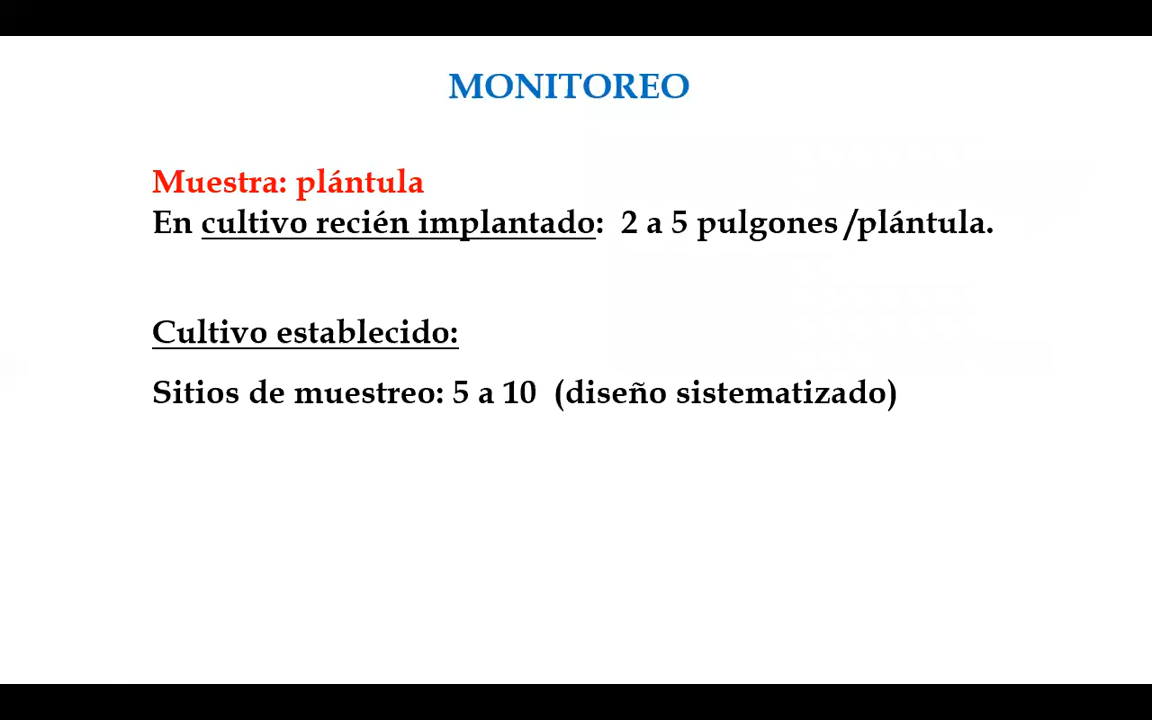 MONITOREO
Muestra: plántula
En cultivo recién implantado: 2 a 5 pulgones /plántula.
Cultivo establecido:
Sitios de muestreo: 5 a 10 (diseño sistematizado)